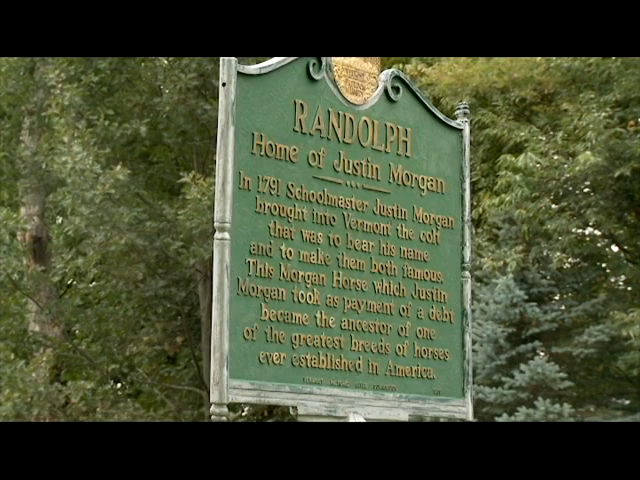 RANDOLPH
Home of Justin Morgan
In 1791 Schoolmaster Justin Morgan
brought into Vermont the colt
that was to bear his name
and to make them both famous.
This Morgan Horse which Justin
Morgan took as payment of a debt
became the ancestor of one
of the greatest breeds of horses
ever established in America.